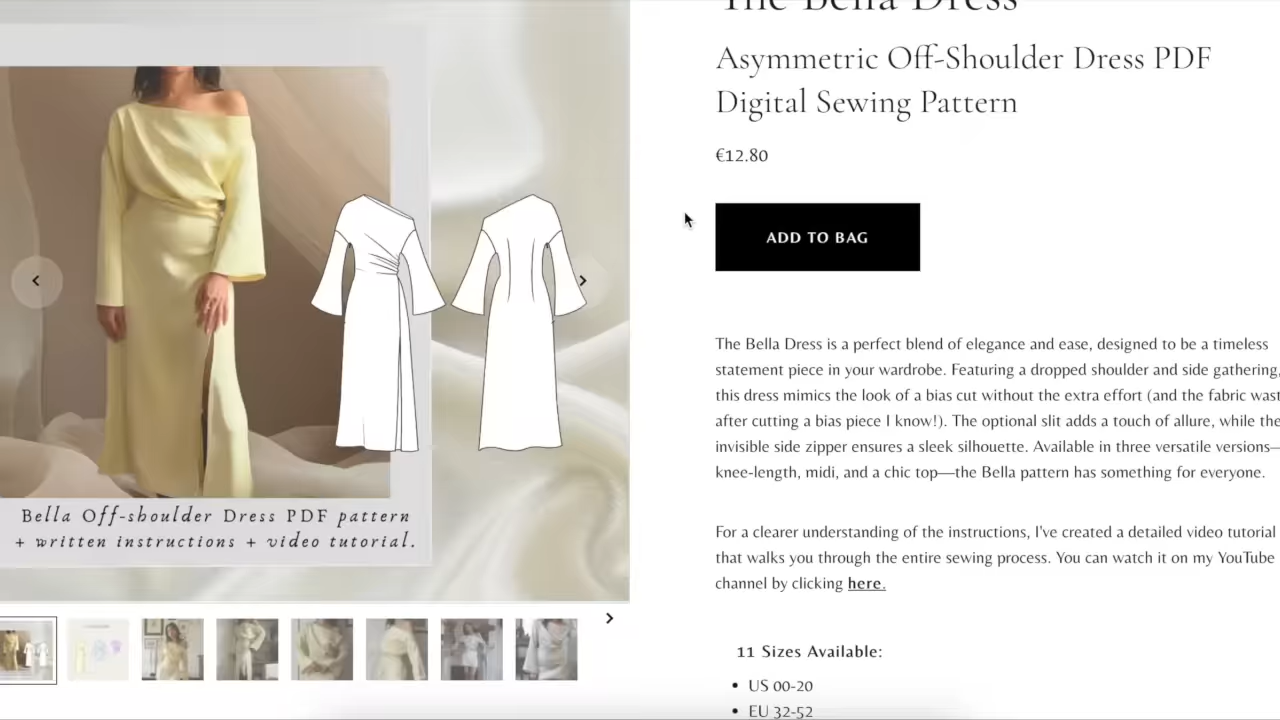 The Bella Dress
Asymmetric Off-Shoulder Dress PDF
Digital Sewing Pattern
€12.80
ADD TO BAG
The Bella Dress is a perfect blend of elegance and ease, designed to be a timeless
statement piece in your wardrobe. Featuring a dropped shoulder and side gathering,
this dress mimics the look of a bias cut without the extra effort (and the fabric wast
after cutting a bias piece I know!). The optional slit adds a touch of allure, while the
invisible side zipper ensures a sleek silhouette. Available in three versatile versions—
knee-length, midi, and a chic top—the Bella pattern has something for everyone.
For a clearer understanding of the instructions, I've created a detailed video tutorial
that walks you through the entire sewing process. You can watch it on my YouTube
channel by clicking here.
11 Sizes Available:
• US 00-20
• EU 32-52
Bella Off-shoulder Dress PDF pattern
+ written instructions + video tutorial.